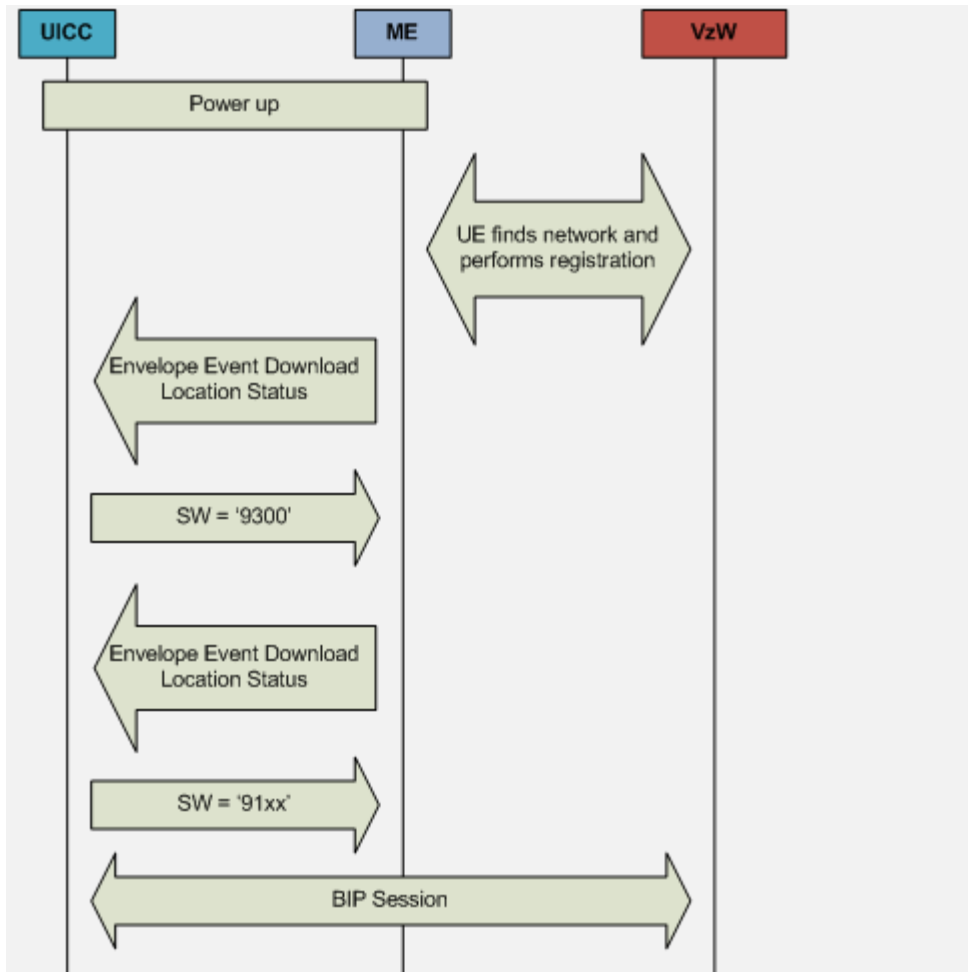 UICC
ME
VzW
Power up
UE finds network and
performs registration
Envelope Event Download
Location Status
SW = ‘9300’
Envelope Event Download
Location Status
SW = ‘91xx’
BIP Session